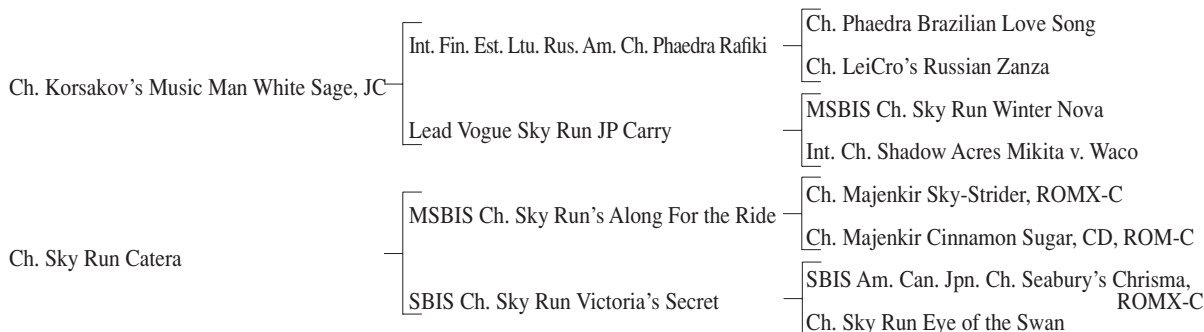 Ch. Phaedra Brazilian Love Song
Int. Fin. Est. Ltu. Rus. Am. Ch. Phaedra Rafiki
Ch. LeiCro’s Russian Zanza
Ch. Korsakov’s Music Man White Sage, JC
MSBIS Ch. Sky Run Winter Nova
Lead Vogue Sky Run JP Carry
Int. Ch. Shadow Acres Mikita v. Waco
Ch. Majenkir Sky-Strider, ROMX-C
MSBIS Ch. Sky Run’s Along For the Ride
Ch. Majenkir Cinnamon Sugar, CD, ROM-C
Ch. Sky Run Catera
SBIS Am. Can. Jpn. Ch. Seabury’s Chrisma,
ROMX-C
SBIS Ch. Sky Run Victoria’s Secret
Ch. Sky Run Eye of the Swan